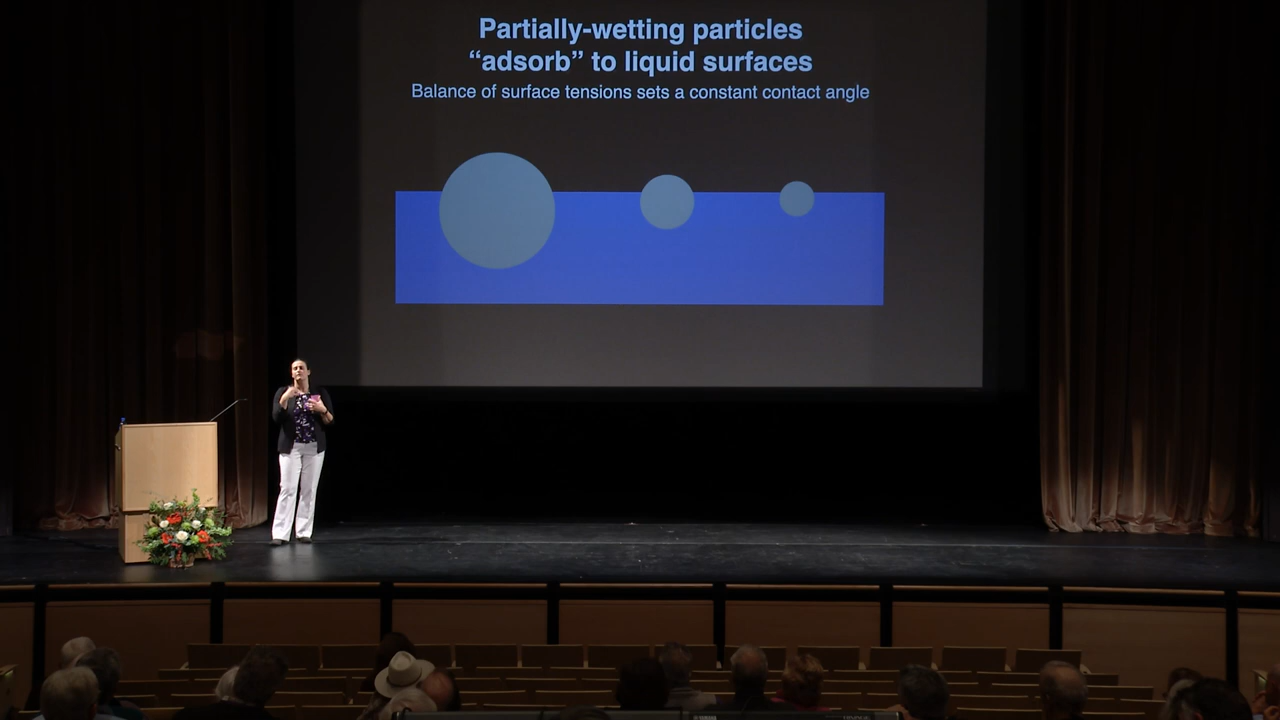 Partially-wetting particles
“adsorb” to liquid surfaces
Balance of surface tensions sets a constant contact angle